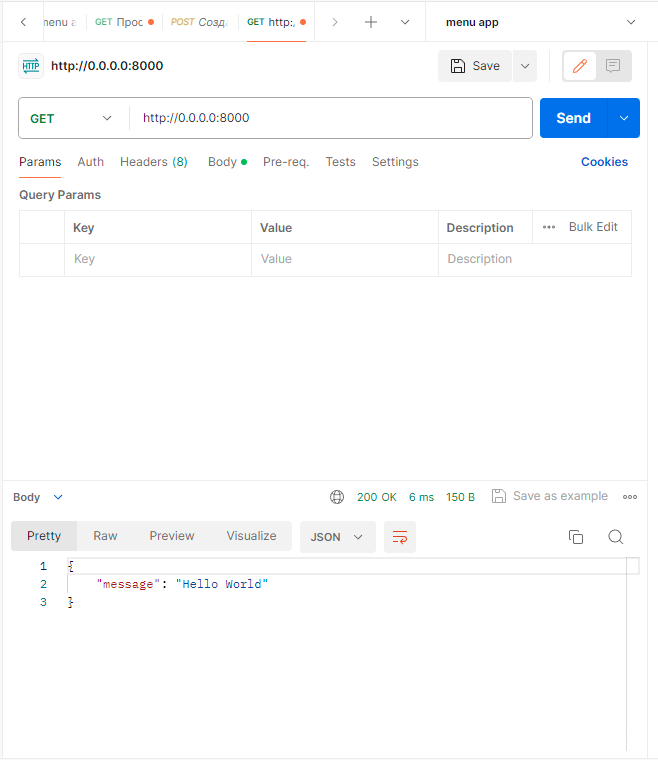 menu a GET Прос POST Созда GET http:/ menu app
HTTP http://0.0.0.0:8000 Save
GET http://0.0.0.0:8000 Send
Params Auth Headers (8) Body Pre-req. Tests Settings Cookies
Query Params
Key Value Description Bulk Edit
Key Value Description
Body 200 OK 6 ms 150 B Save as example
Pretty Raw Preview Visualize JSON
1 {
2 "message": "Hello World"
3 }